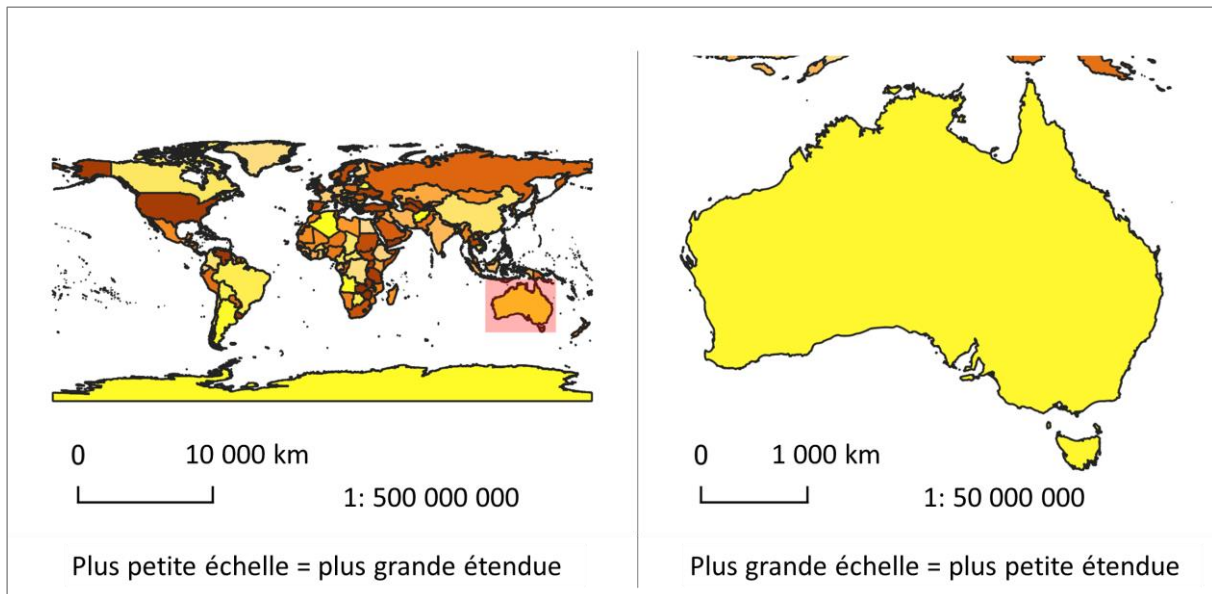 0 10 000 km
1: 500 000 000
Plus petite échelle = plus grande étendue
0 1 000 km
1: 50 000 000
Plus grande échelle = plus petite étendue